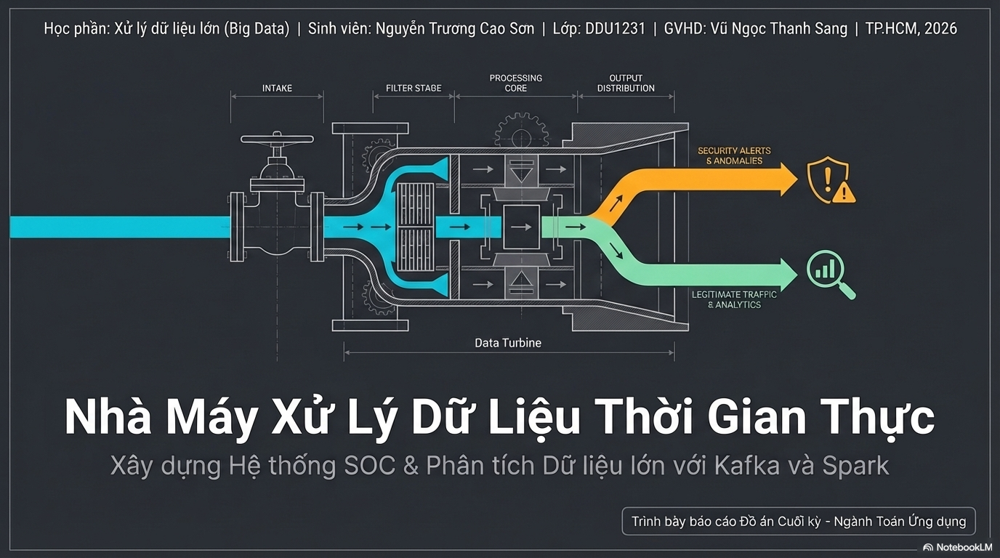 Học phần: Xử lý dữ liệu lớn (Big Data) | Sinh viên: Nguyễn Trương Cao Sơn | Lớp: DDU1231 | GVHD: Vũ Ngọc Thanh Sang | TP.HCM, 2026
INTAKE
FILTER STABE
PROCESSING
CORE
OUTPUT
DISTRIBUTION
SECURITY ALERTS
& ANOMALIES
LEGITIMATE TRAFPIC
& ANALYTICS
Data Turbine
Nhà Máy Xử Lý Dữ Liệu Thời Gian Thực
Xây dựng Hệ thống SOC & Phân tích Dữ liệu lớn với Kafka và Spark
Trình bày báo cáo Đồ án Cuối kỳ - Ngành Toán Ứng dụng
NotebookLM